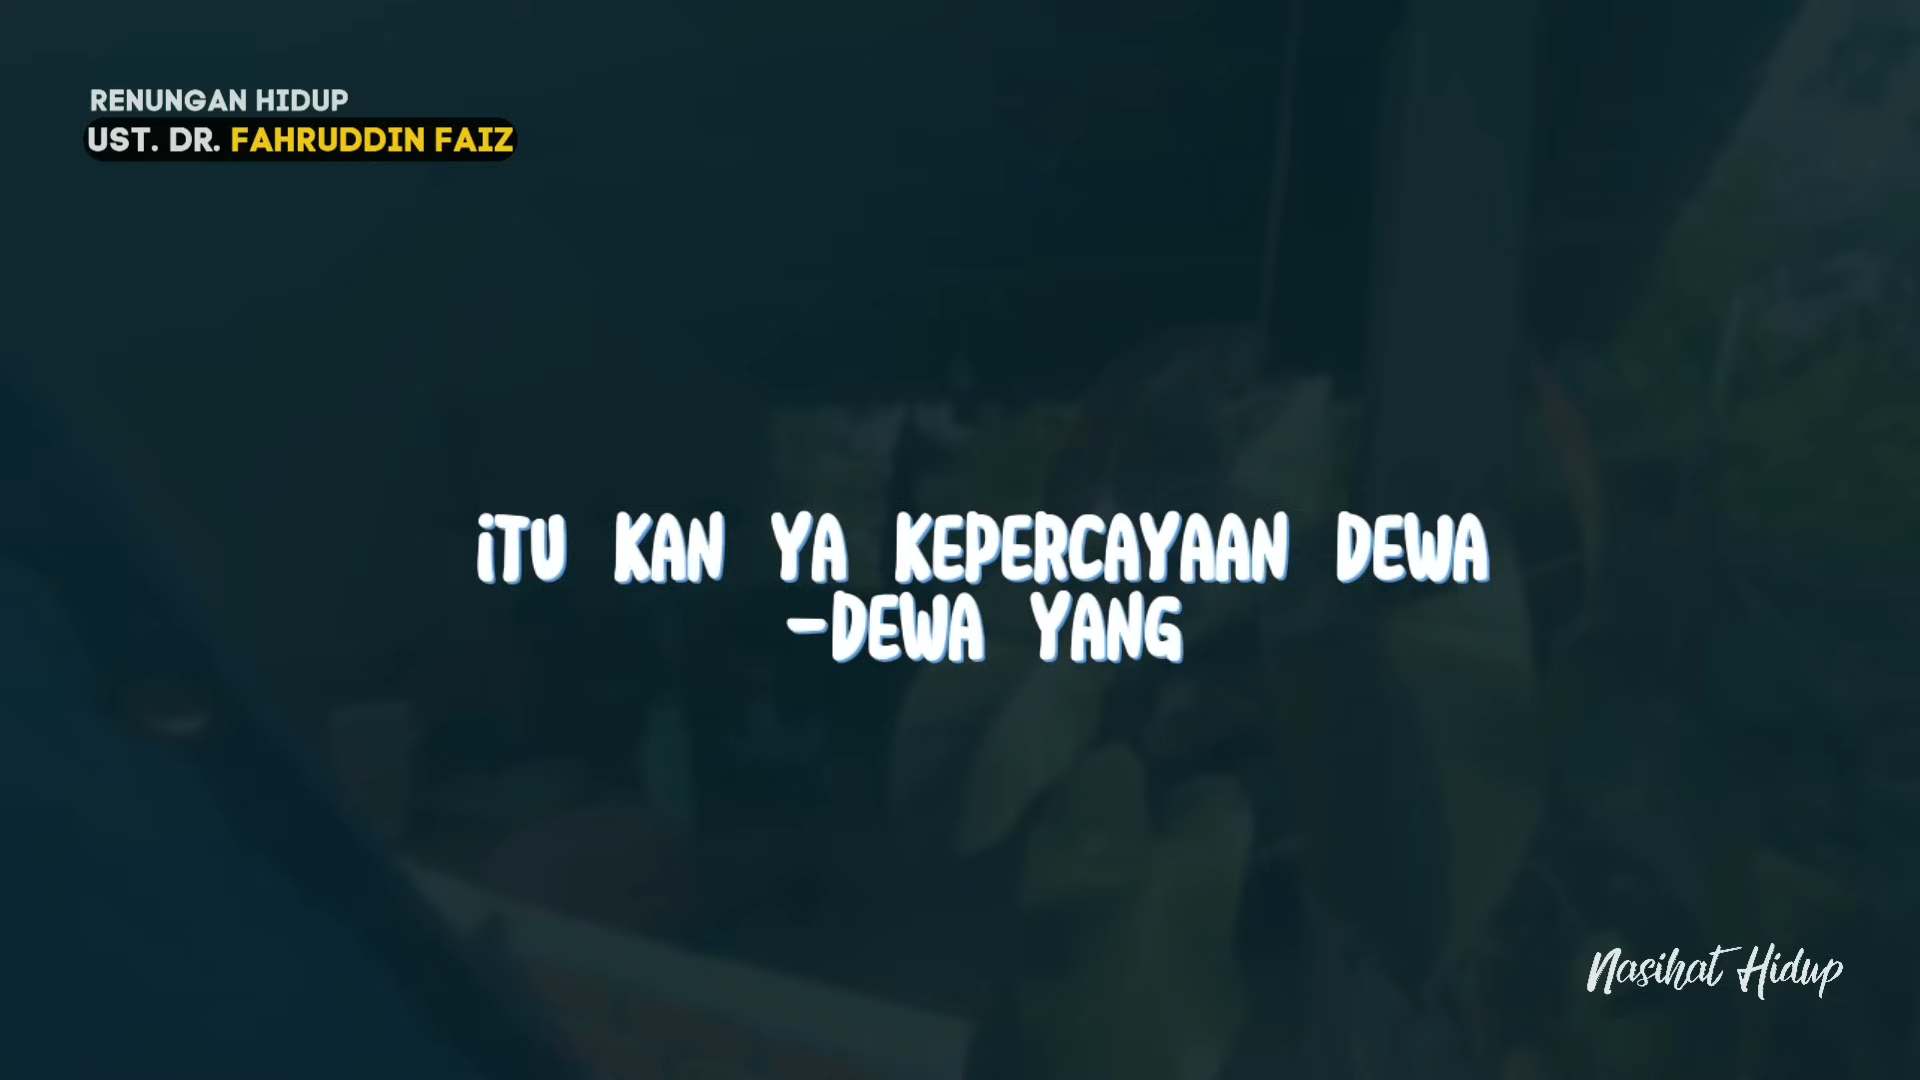 RENUNGAN HIDUP
UST. DR. FAHRUDDIN FAIZ
iTU KAN YA KEPERCAYAAN DEWA
-DEWA YANG
Nasihat Hidup